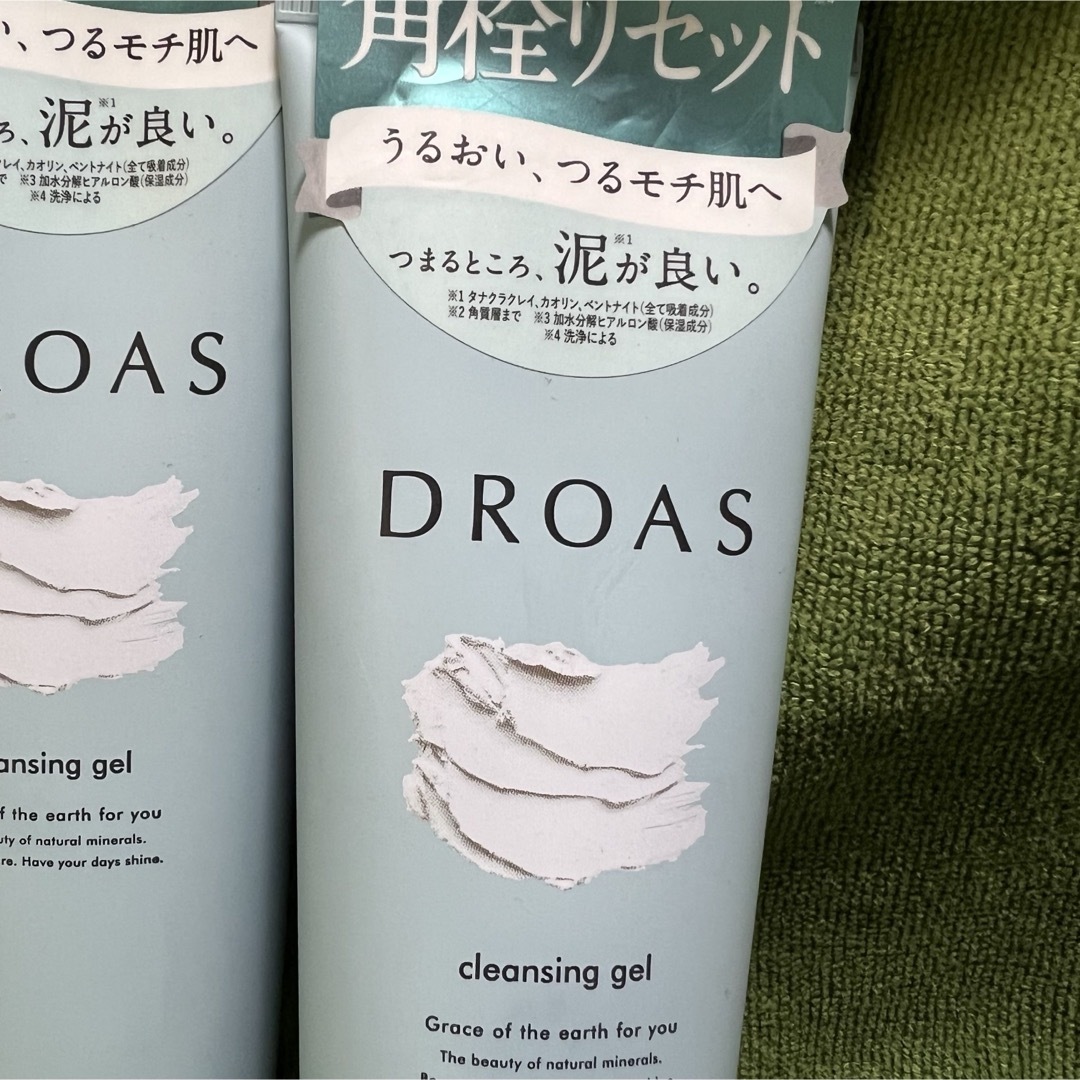 い、つるモチ肌へ
ろ、泥※1が良い。
クレイ、カオリン、ベントナイト(全て吸着成分)
で ※3 加水分解ヒアルロン酸(保湿成分)
※4 洗浄による
ROAS
ansing gel
f the earth for you
uty of natural minerals.
re. Have your days shine.
角栓リセット
うるおい、つるモチ肌へ
つまるところ、泥※1が良い。
※1 タナクラクレイ、カオリン、ベントナイト(全て吸着成分)
※2 角質層まで ※3 加水分解ヒアルロン酸(保湿成分)
※4 洗浄による
DROAS
cleansing gel
Grace of the earth for you
The beauty of natural minerals.